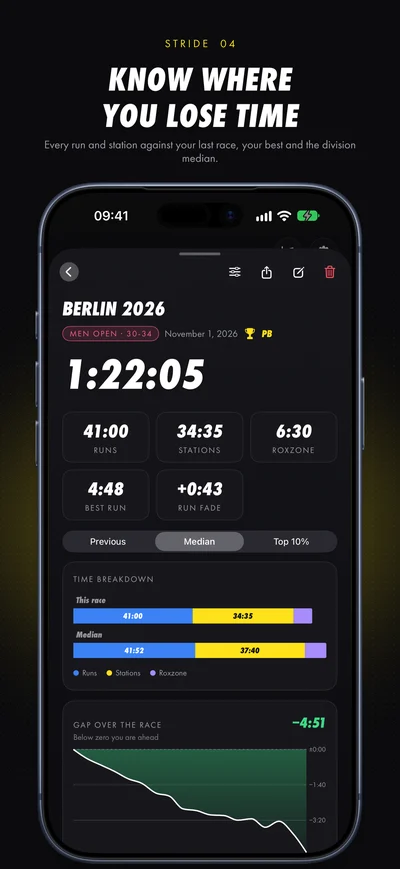 STRIDE 04
KNOW WHERE
YOU LOSE TIME
Every run and station against your last race, your best and the division
median.
09:41
BERLIN 2026
MEN OPEN · 30-34 November 1, 2026 PB
1:22:05
41:00 34:35 6:30
RUNS STATIONS ROXZONE
4:48 +0:43
BEST RUN RUN FADE
Previous Median Top 10%
TIME BREAKDOWN
This race
41:00 34:35
Median
41:52 37:40
Runs Stations Roxzone
GAP OVER THE RACE −4:51
Below zero you are ahead
±0:00
−1:40
−3:20